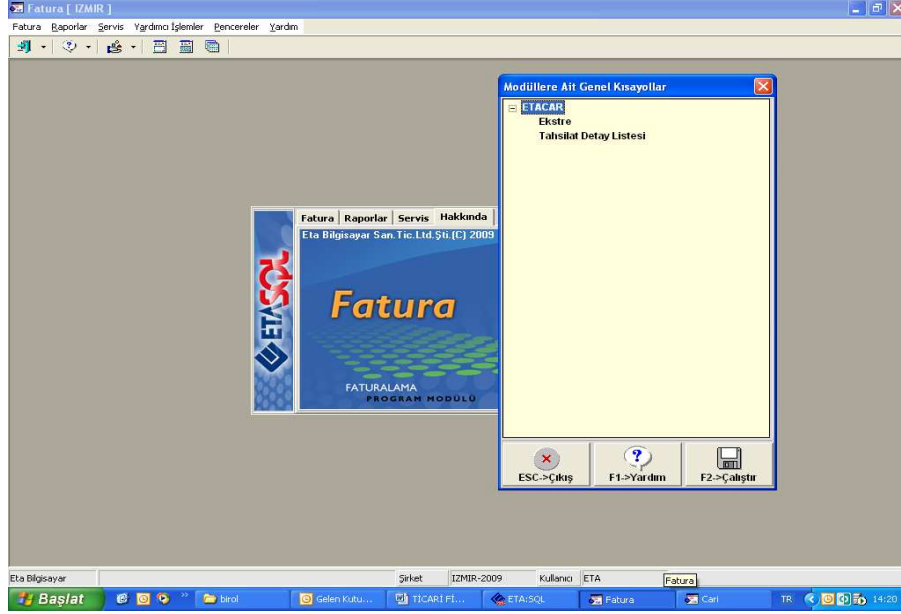 Fatura [ IZMIR ]
Fatura Raporlar Servis Yardımcı İşlemler Pencereler Yardım
Modüllere Ait Genel Kısayollar
ETACAR
Ekstre
Tahsilat Detay Listesi
Fatura Raporlar Servis Hakkında
Eta Bilgisayar San.Tic.Ltd.Şti.(C) 2009
ETASQL
Fatura
FATURALAMA
PROGRAM MODÜLÜ
ESC->Çıkış F1->Yardım F2->Çalıştır
Eta Bilgisayar Şirket IZMIR-2009 Kullanıcı ETA
Fatura
Başlat birol Gelen Kutu... TİCARİ Fİ... ETA:SQL Fatura Cari TR 14:20